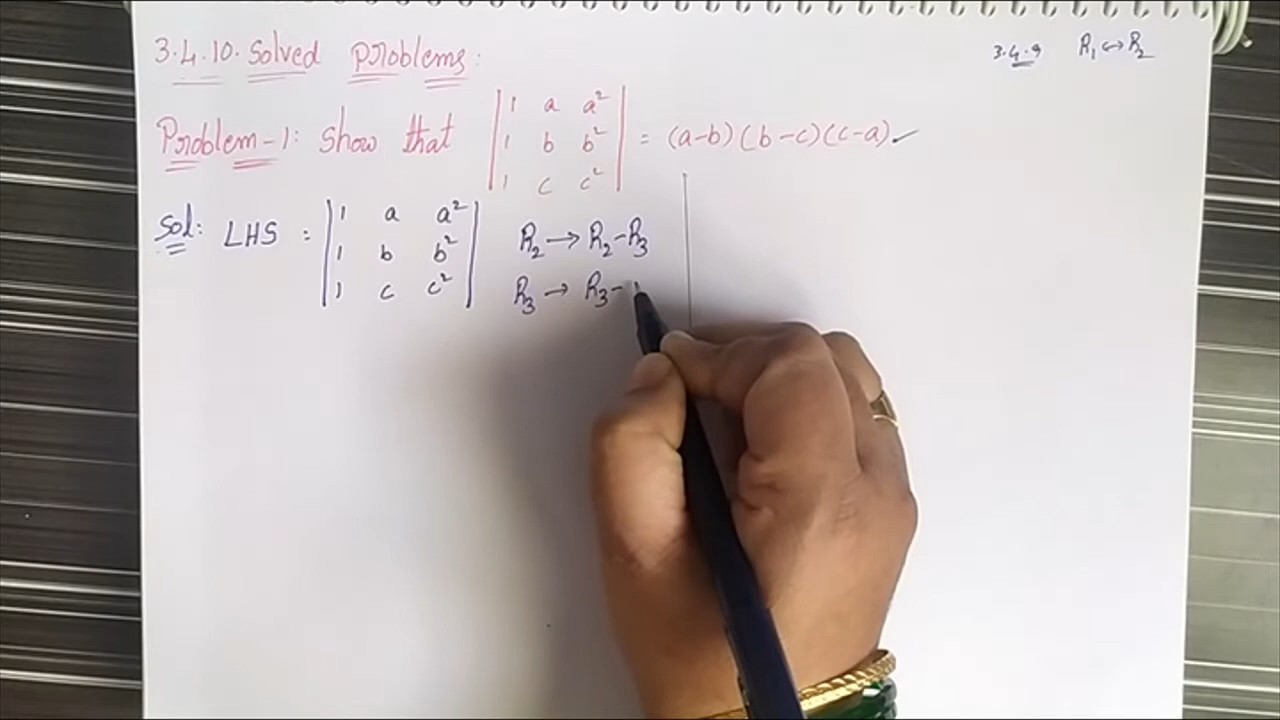 3.4.10. Solved Problems:
3.4.9 R₁ ↔ R₂
Problem-1: Show that | 1 a a² | = (a-b)(b-c)(c-a)
| 1 b b² |
| 1 c c² |
Sol: LHS = | 1 a a² | R₂ → R₂-R₃
| 1 b b² |
| 1 c c² | R₃ → R₃-